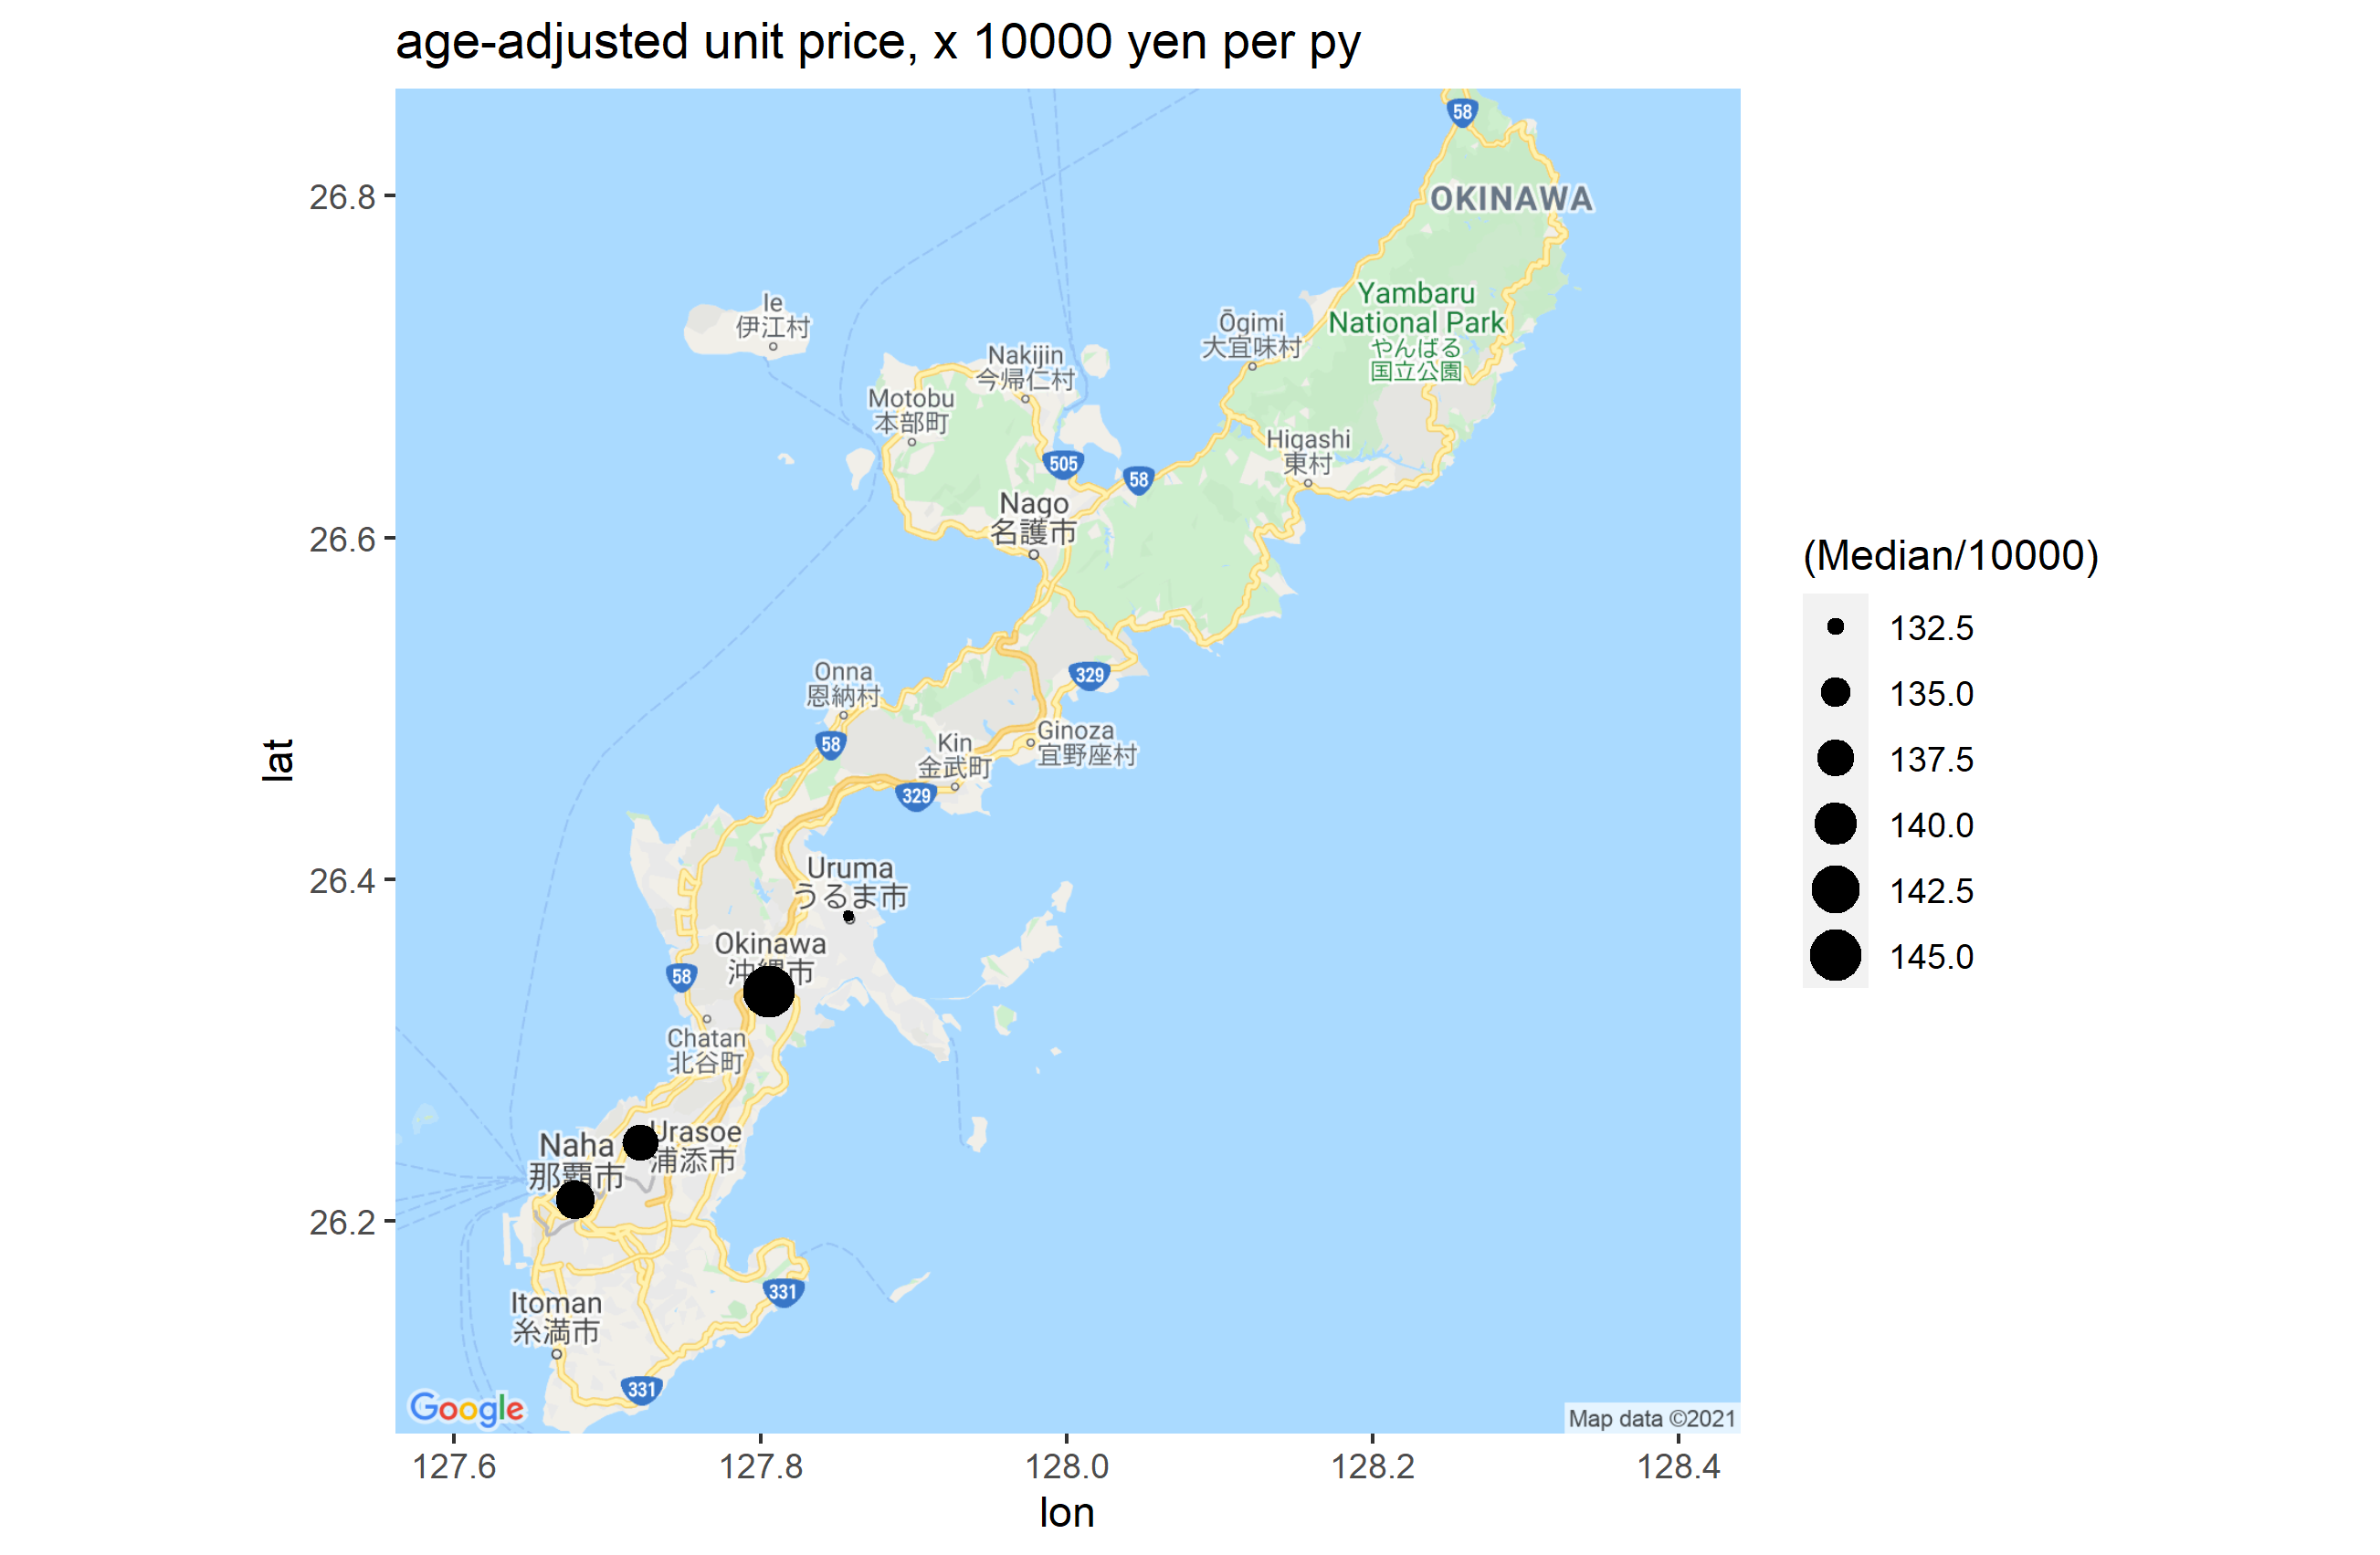 age-adjusted unit price, x 10000 yen per py
58
26.8
OKINAWA
Yambaru
National Park
やんばる
国立公園
Ie
伊江村
Ōgimi
大宜味村
Nakijin
今帰仁村
Motobu
本部町
Higashi
東村
505
58
Nago
名護市
26.6
(Median/10000)
132.5
135.0
137.5
140.0
142.5
145.0
329
Onna
恩納村
58
Ginoza
宜野座村
Kin
金武町
329
lat
26.4
Uruma
うるま市
Okinawa
沖縄市
58
Chatan
北谷町
Naha
那覇市
Urasoe
浦添市
26.2
331
Itoman
糸満市
331
Google
Map data ©2021
127.6
127.8
128.0
128.2
128.4
lon